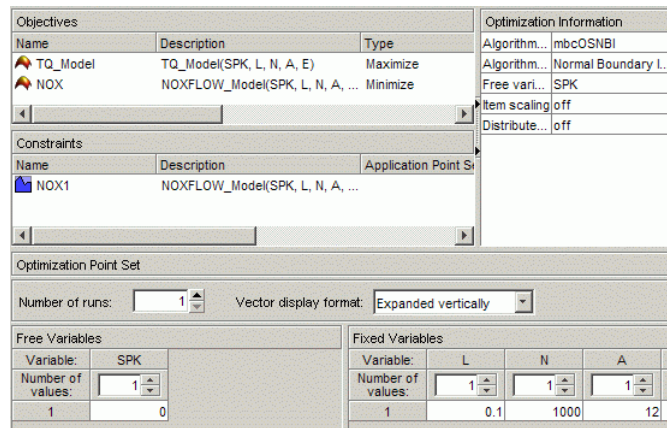 Objectives
Name Description Type
TQ_Model TQ_Model(SPK, L, N, A, E) Maximize
NOX NOXFLOW_Model(SPK, L, N, A, ... Minimize
Constraints
Name Description Application Point Se
NOX1 NOXFLOW_Model(SPK, L, N, A, ...
Optimization Information
Algorithm... mbcOSNBI
Algorithm... Normal Boundary I...
Free vari... SPK
Item scaling off
Distribute... off
Optimization Point Set
Number of runs: 1 Vector display format: Expanded vertically
Free Variables
Variable: SPK
Number of values: 1
1 0
Fixed Variables
Variable: L N A
Number of values: 1 1 1
1 0.1 1000 12